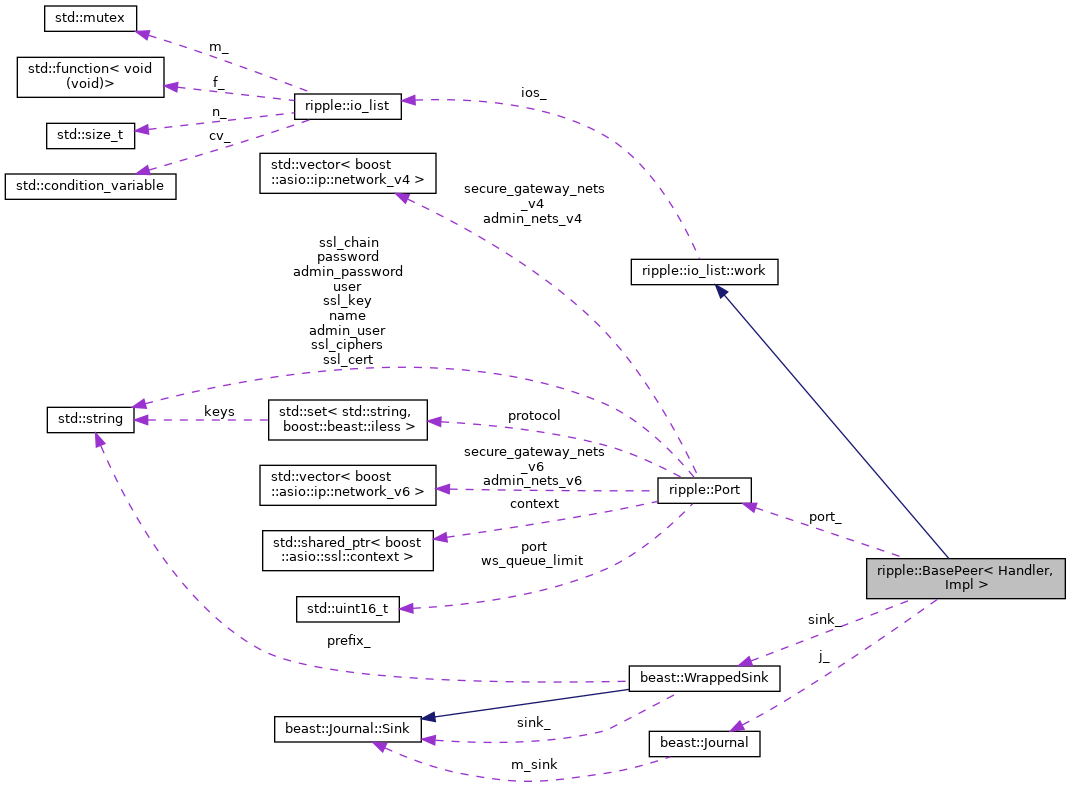 std::mutex
m_
std::function< void
(void)>
f_
ripple::io_list
ios_
n_
std::size_t
cv_
std::condition_variable
std::vector< boost
::asio::ip::network_v4 >
secure_gateway_nets
_v4
admin_nets_v4
ssl_chain
password
admin_password
user
ssl_key
name
admin_user
ssl_ciphers
ssl_cert
ripple::io_list::work
std::string
keys
std::set< std::string,
boost::beast::iless >
protocol
secure_gateway_nets
_v6
admin_nets_v6
std::vector< boost
::asio::ip::network_v6 >
ripple::Port
context
port_
std::shared_ptr< boost
::asio::ssl::context >
port
ws_queue_limit
ripple::BasePeer< Handler,
Impl >
std::uint16_t
sink_
prefix_
j_
beast::WrappedSink
beast::Journal::Sink
sink_
beast::Journal
m_sink